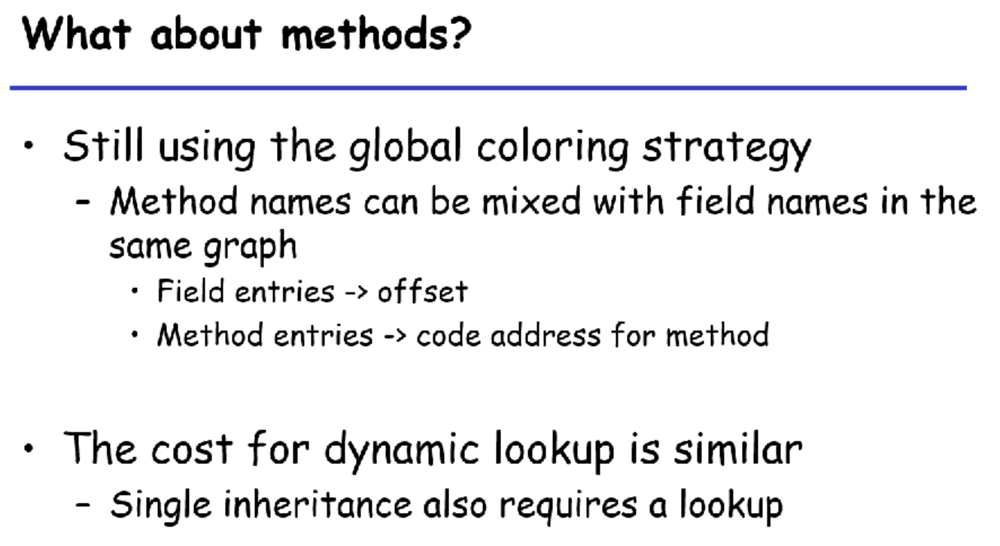 What about methods?
• Still using the global coloring strategy
– Method names can be mixed with field names in the
same graph
• Field entries -> offset
• Method entries -> code address for method
• The cost for dynamic lookup is similar
– Single inheritance also requires a lookup